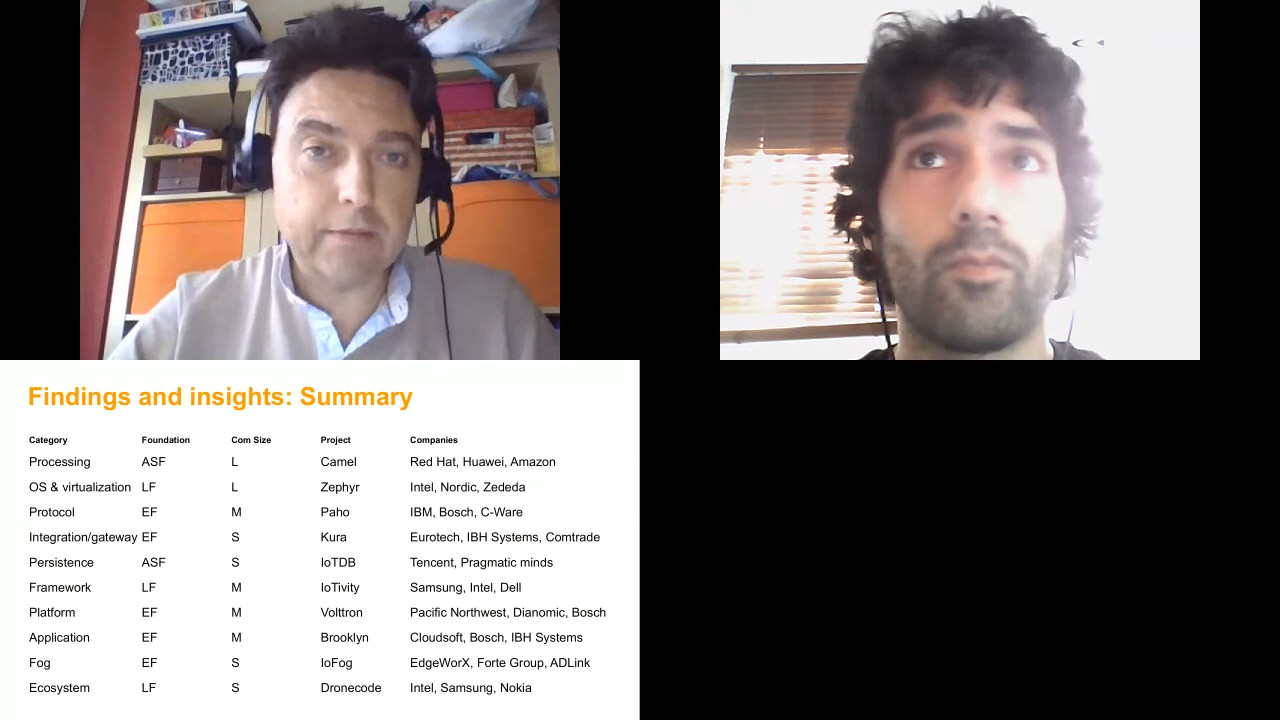 Findings and insights: Summary
Category Foundation Com Size Project Companies
Processing ASF L Camel Red Hat, Huawei, Amazon
OS & virtualization LF L Zephyr Intel, Nordic, Zededa
Protocol EF M Paho IBM, Bosch, C-Ware
Integration/gateway EF S Kura Eurotech, IBH Systems, Comtrade
Persistence ASF S IoTDB Tencent, Pragmatic minds
Framework LF M IoTivity Samsung, Intel, Dell
Platform EF M Volttron Pacific Northwest, Dianomic, Bosch
Application EF M Brooklyn Cloudsoft, Bosch, IBH Systems
Fog EF S IoFog EdgeWorX, Forte Group, ADLink
Ecosystem LF S Dronecode Intel, Samsung, Nokia